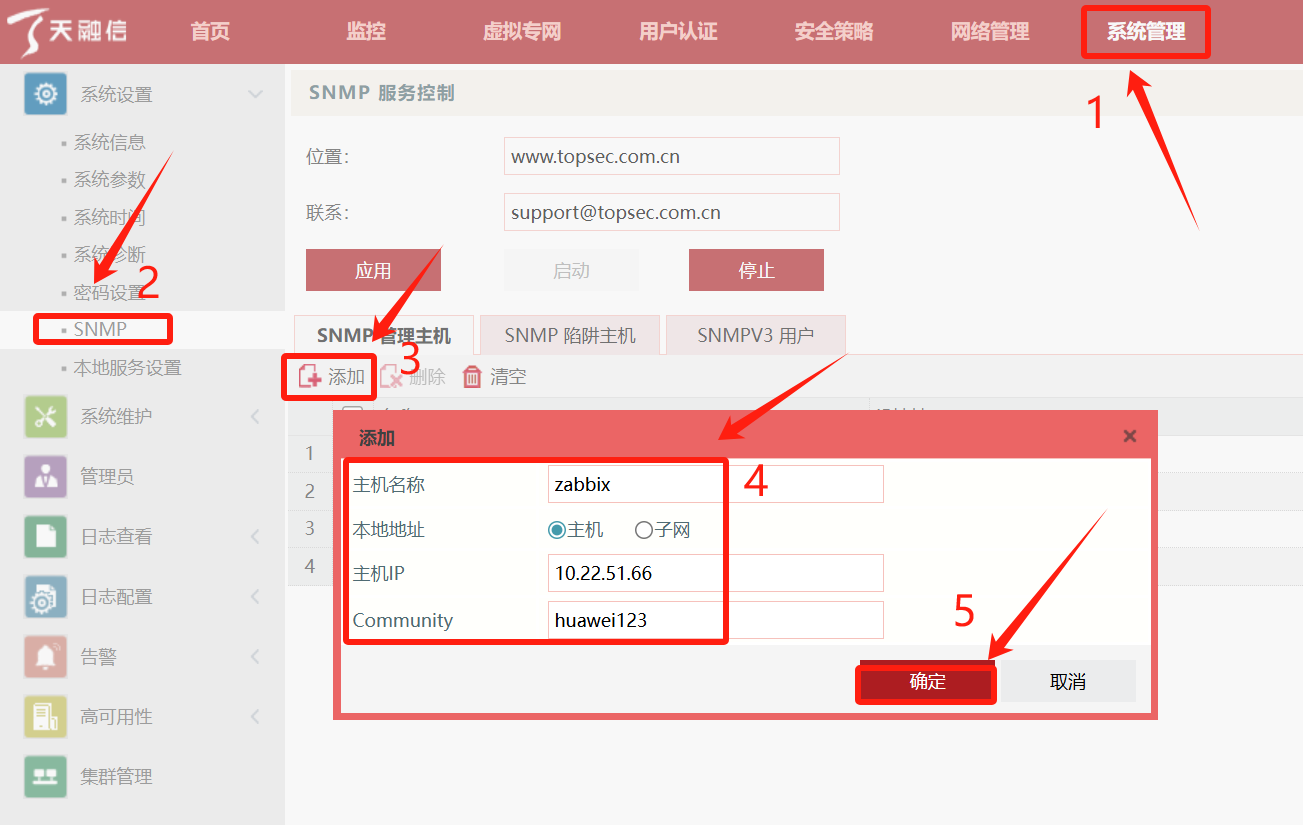 天融信 首页 监控 虚拟专网 用户认证 安全策略 网络管理 系统管理
1
系统设置
系统信息
系统参数
系统时间
系统诊断
密码设置
2
SNMP
本地服务设置
系统维护
管理员
日志查看
日志配置
告警
高可用性
集群管理
SNMP 服务控制
位置: www.topsec.com.cn
联系: support@topsec.com.cn
应用 启动 停止
SNMP 管理主机 SNMP 陷阱主机 SNMPV3 用户
3
添加 删除 清空
1
2
3
4
添加 ×
主机名称 zabbix
4
本地地址 主机 子网
主机IP 10.22.51.66
Community huawei123
5
确定 取消